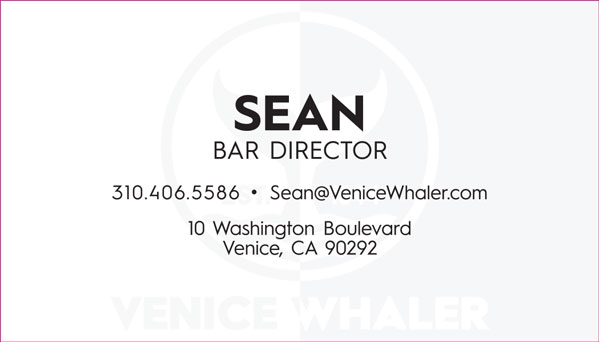 SEAN
BAR DIRECTOR
310.406.5586 • Sean@VeniceWhaler.com
10 Washington Boulevard
Venice, CA 90292
VENICE WHALER